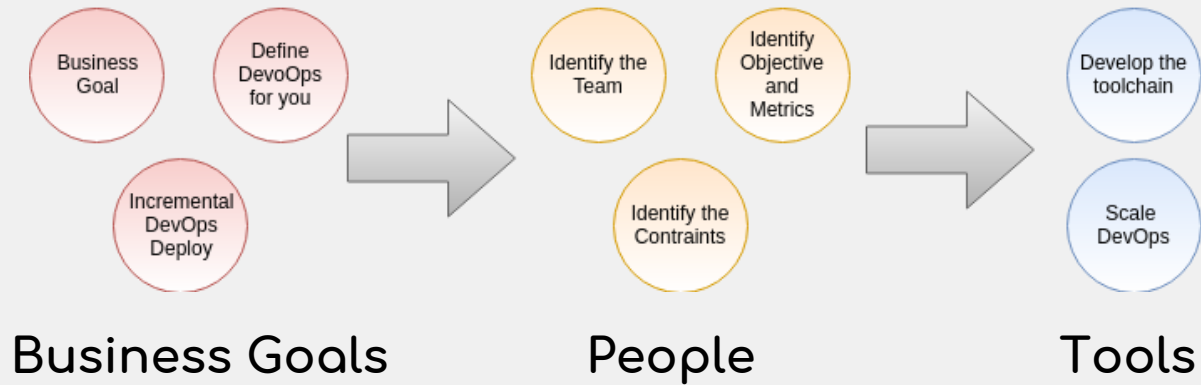 Business
Goal
Define
DevoOps
for you
Incremental
DevOps
Deploy
Identify the
Team
Identify
Objective
and
Metrics
Identify the
Contraints
Develop the
toolchain
Scale
DevOps
Business Goals
People
Tools